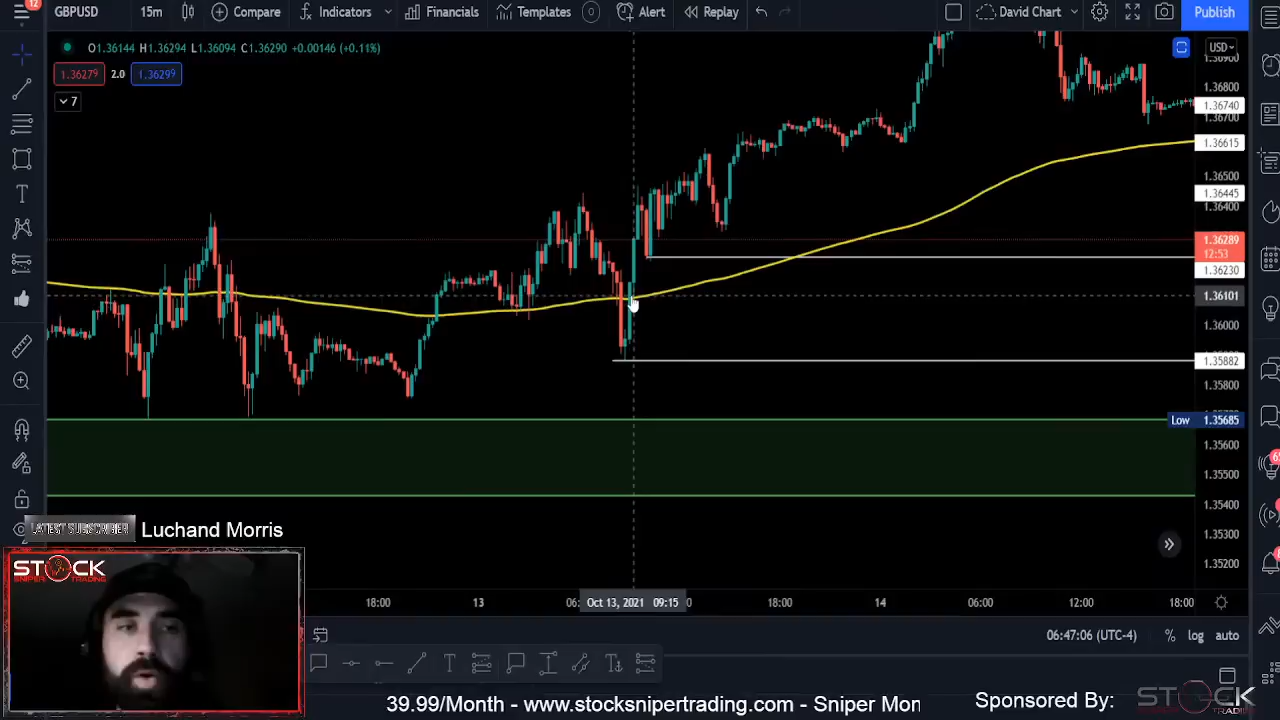 12
GBPUSD 15m Compare Indicators Financials Templates Alert Replay David Chart Publish
O1.36144 H1.36294 L1.36094 C1.36290 +0.00146 (+0.11%)
USD
1.36279 2.0 1.36299
7
1.36800
1.36740
1.36700
1.36615
1.36500
1.36445
1.36400
1.36289
12:53
1.36230
1.36101
1.36000
1.35882
1.35800
Low 1.35685
1.35600
1.35500
1.35400
1.35300
1.35200
LATEST SUBSCRIBER Luchand Morris
STOCK
SNIPER TRADING
18:00 13 06: Oct 13, 2021 09:15 0 18:00 14 06:00 12:00 18:00
06:47:06 (UTC-4) % log auto
39.99/Month - www.stocksnipertrading.com - Sniper Mon
Sponsored By: STOCK